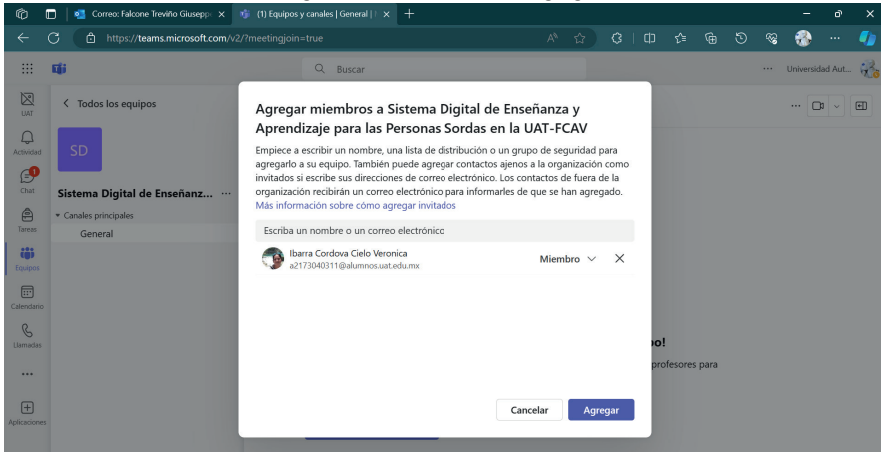 Correo: Falcone Treviño Giuseppe
(1) Equipos y canales | General |
https://teams.microsoft.com/v2/?meetingjoin=true
Buscar
Universidad Aut...
UAT
Actividad
Chat
Tareas
Equipos
Calendario
Llamadas
Aplicaciones
Todos los equipos
SD
Sistema Digital de Enseñanz... ...
Canales principales
General
Agregar miembros a Sistema Digital de Enseñanza y
Aprendizaje para las Personas Sordas en la UAT-FCAV
Empiece a escribir un nombre, una lista de distribución o un grupo de seguridad para
agregarlo a su equipo. También puede agregar contactos ajenos a la organización como
invitados si escribe sus direcciones de correo electrónico. Los contactos de fuera de la
organización recibirán un correo electrónico para informarles de que se han agregado.
Más información sobre cómo agregar invitados
Escriba un nombre o un correo electrónico
Ibarra Cordova Cielo Veronica
a2173040311@alumnos.uat.edu.mx
Miembro
Cancelar
Agregar
po!
profesores para